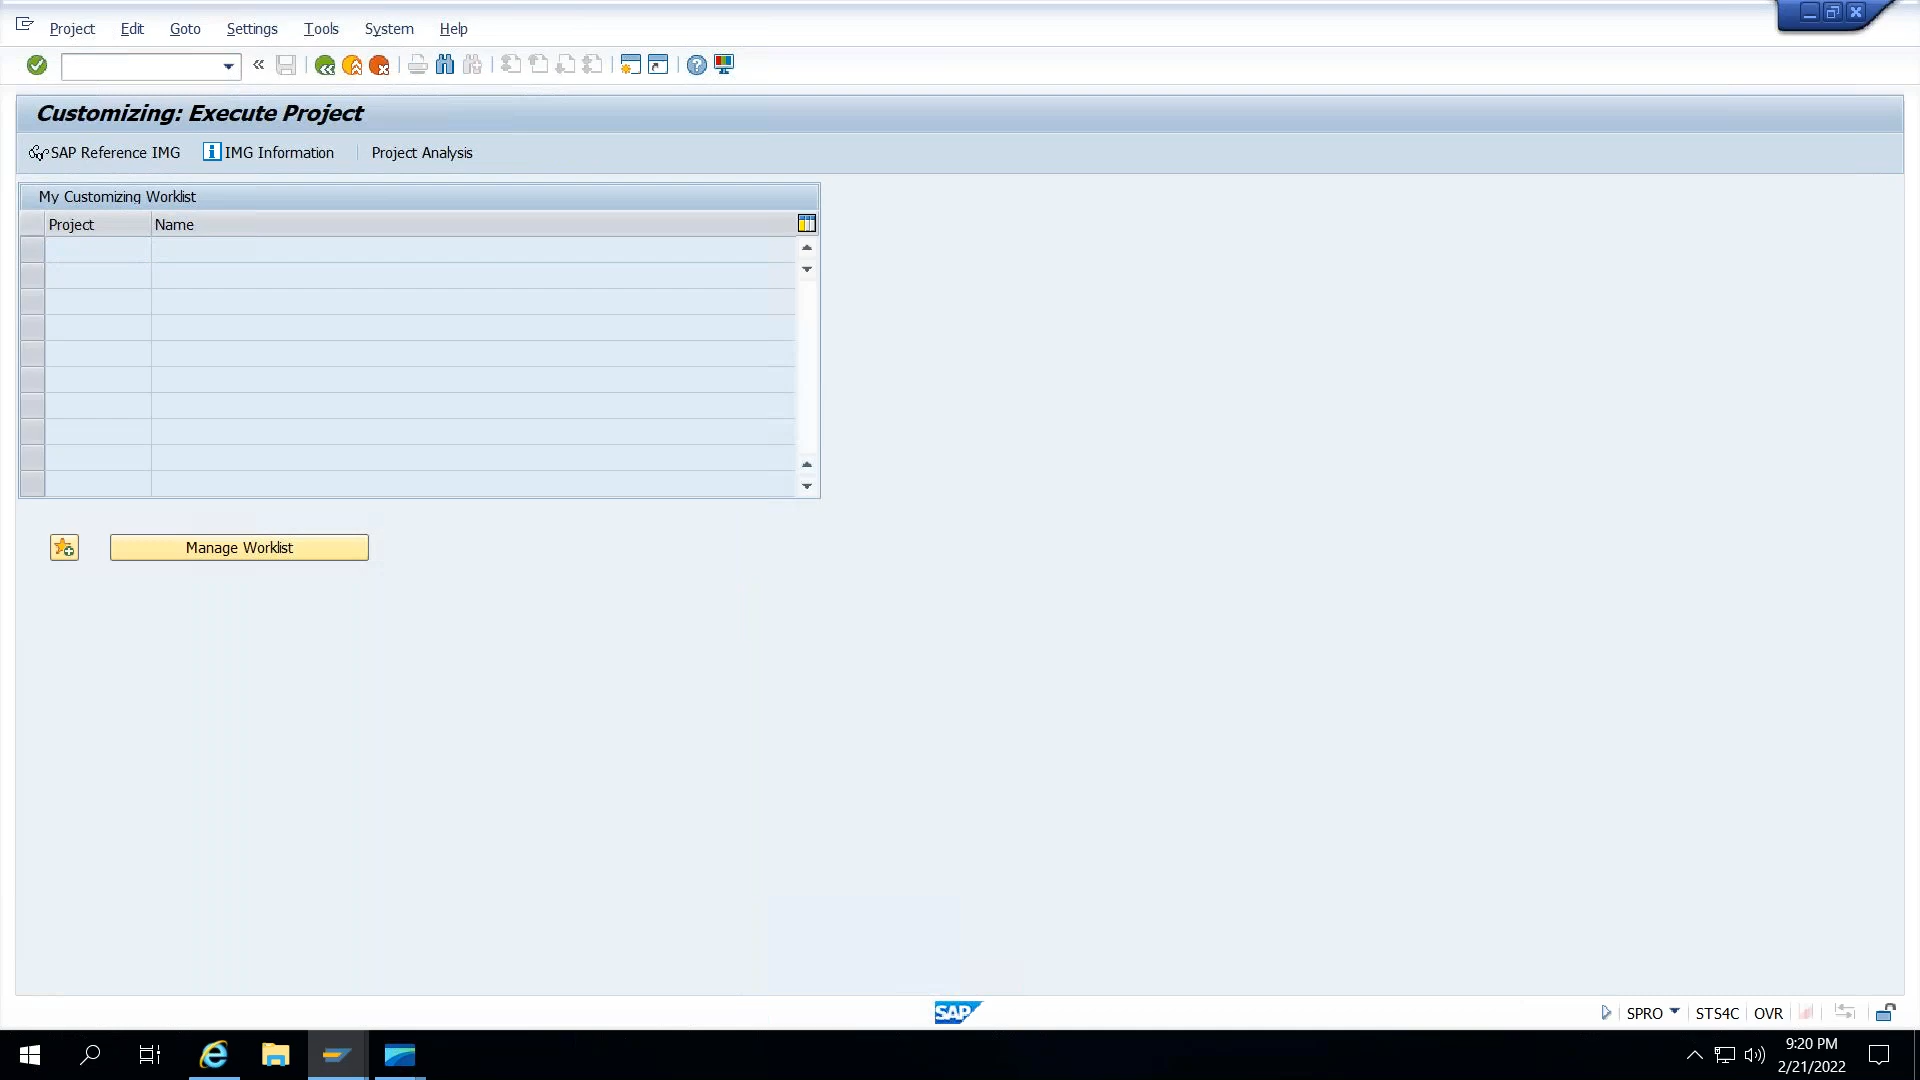 Project Edit Goto Settings Tools System Help
Customizing: Execute Project
SAP Reference IMG IMG Information Project Analysis
My Customizing Worklist
Project Name
Manage Worklist
SAP
SPRO STS4C OVR
9:20 PM
2/21/2022